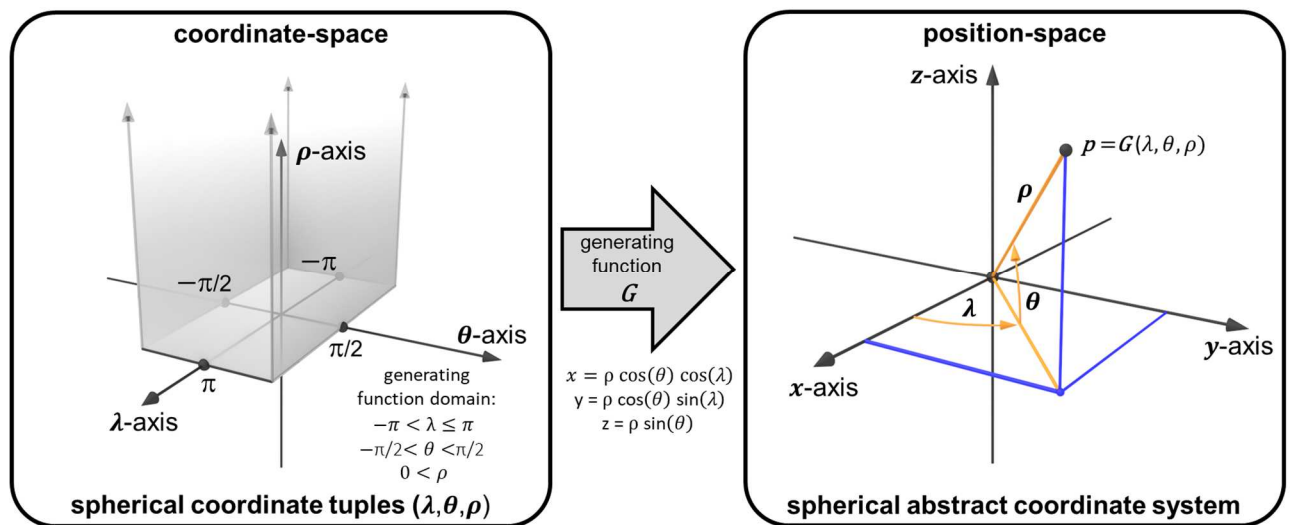 coordinate-space
ρ-axis
−π/2
−π
θ-axis
π/2
π
λ-axis
generating
function domain:
−π < λ ≤ π
−π/2< θ <π/2
0 < ρ
spherical coordinate tuples (λ,θ,ρ)
generating
function
G
x = ρ cos(θ) cos(λ)
y = ρ cos(θ) sin(λ)
z = ρ sin(θ)
position-space
z-axis
p = G(λ, θ, ρ)
ρ
λ
θ
y-axis
x-axis
spherical abstract coordinate system